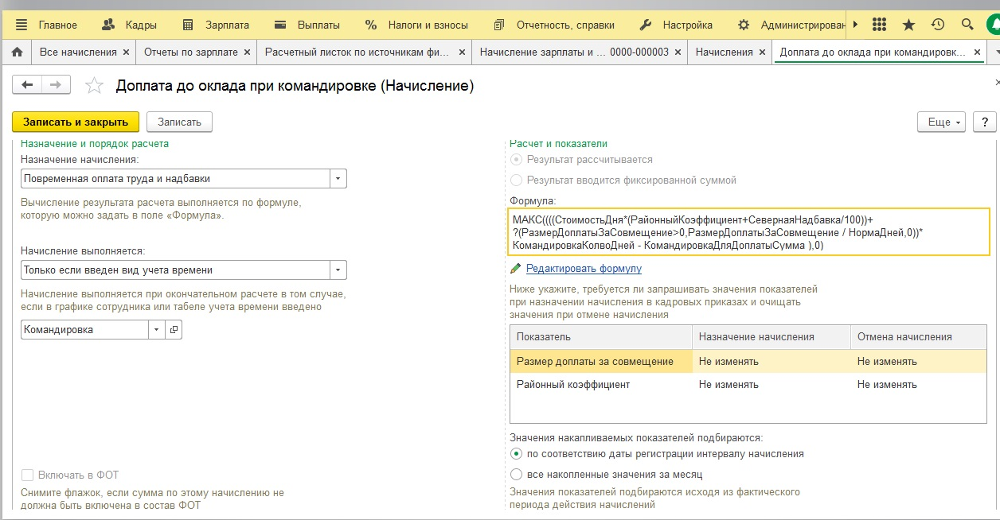 Главное
Кадры
Зарплата
Выплаты
% Налоги и взносы
Отчетность, справки
Настройка
Администрирован
Все начисления ×
Отчеты по зарплате ×
Расчетный листок по источникам фи... ×
Начисление зарплаты и ... 0000-000003 ×
Начисления ×
Доплата до оклада при командировк... ×
Доплата до оклада при командировке (Начисление)
Записать и закрыть
Записать
Еще
?
Назначение и порядок расчета
Назначение начисления:
Повременная оплата труда и надбавки
Вычисление результата расчета выполняется по формуле,
которую можно задать в поле «Формула».
Начисление выполняется:
Только если введен вид учета времени
Начисление выполняется при окончательном расчете в том случае,
если в графике сотрудника или табеле учета времени введено
Командировка
Включать в ФОТ
Снимите флажок, если сумма по этому начислению не
должна быть включена в состав ФОТ
Расчет и показатели
Результат рассчитывается
Результат вводится фиксированной суммой
Формула:
МАКС((((СтоимостьДня*(РайонныйКоэффициент+СевернаяНадбавка/100))+
?(РазмерДоплатыЗаСовмещение>0,РазмерДоплатыЗаСовмещение / НормаДней,0))*
КомандировкаКолвоДней - КомандировкаДляДоплатыСумма ),0)
Редактировать формулу
Ниже укажите, требуется ли запрашивать значения показателей
при назначении начисления в кадровых приказах и очищать
значения при отмене начисления
Показатель Назначение начисления Отмена начисления
Размер доплаты за совмещение Не изменять Не изменять
Районный коэффициент Не изменять Не изменять
Значения накапливаемых показателей подбираются:
по соответствию даты регистрации интервалу начисления
все накопленные значения за месяц
Значения показателей подбираются исходя из фактического
периода действия начислений